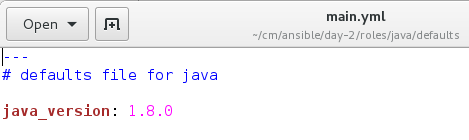 Open
main.yml
~/cm/ansible/day-2/roles/java/defaults
---
# defaults file for java
java_version: 1.8.0